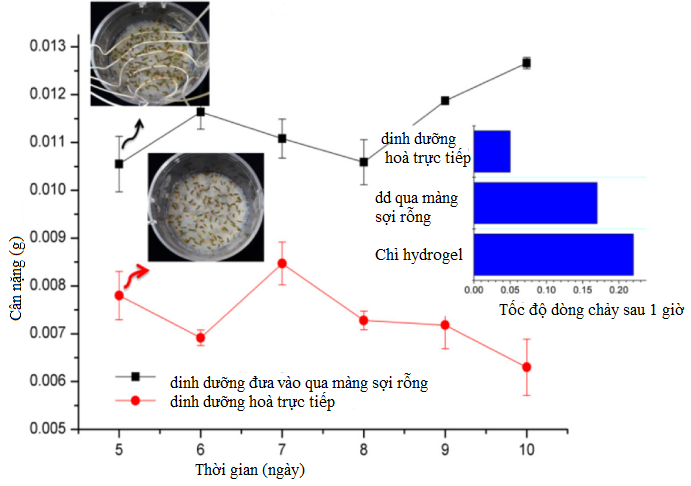 0.013
0.012
0.011
0.010
0.009
0.008
0.007
0.006
0.005
Cân nặng (g)
5
6
7
8
9
10
Thời gian (ngày)
dinh dưỡng đưa vào qua màng sợi rỗng
dinh dưỡng hoà trực tiếp
dinh dưỡng
hoà trực tiếp
dd qua màng
sợi rỗng
Chỉ hydrogel
0.00
0.05
0.10
0.15
0.20
Tốc độ dòng chảy sau 1 giờ